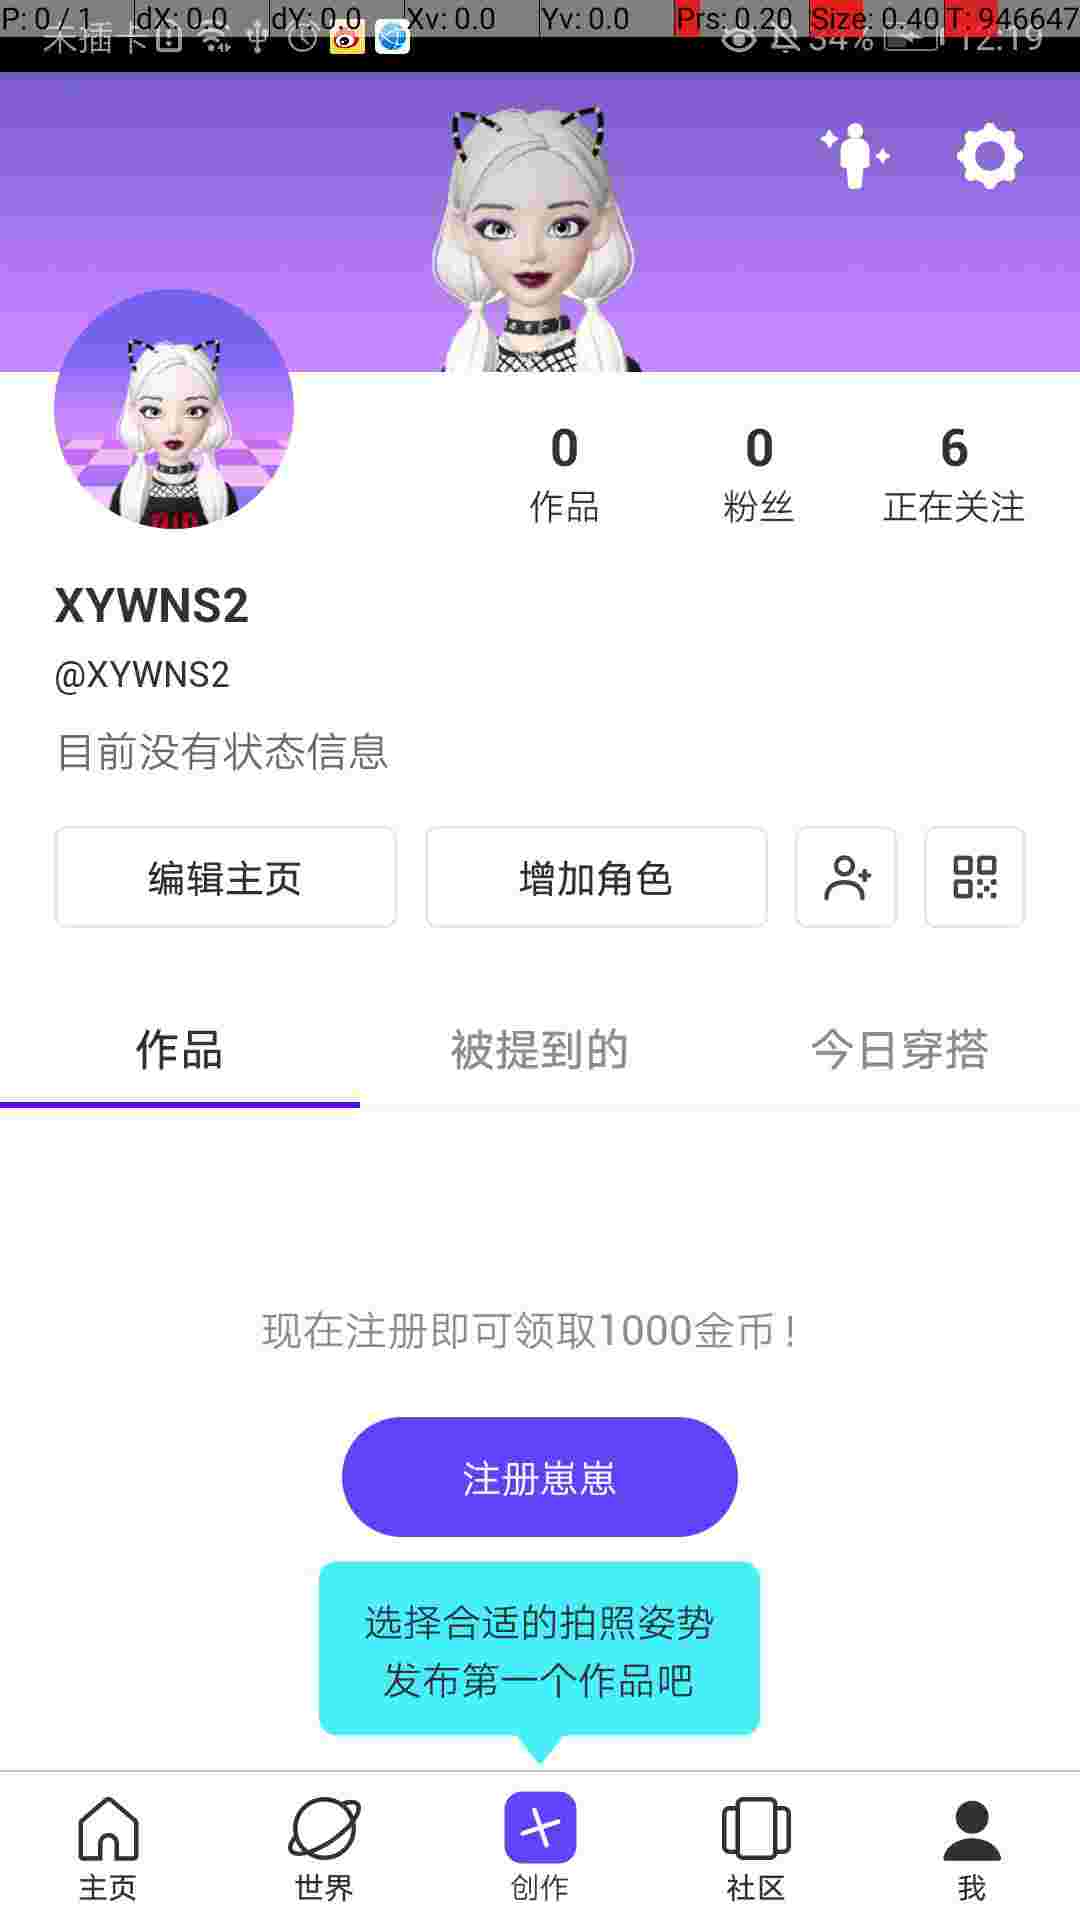 P: 0 / 1 dX: 0.0 dY: 0.0 Xv: 0.0 Yv: 0.0 Prs: 0.20 Size: 0.40 T: 946647
未插卡 34% 12:19
0 0 6
作品 粉丝 正在关注
XYWNS2
@XYWNS2
目前没有状态信息
编辑主页 增加角色
作品 被提到的 今日穿搭
现在注册即可领取1000金币!
注册崽崽
选择合适的拍照姿势
发布第一个作品吧
主页 世界 创作 社区 我